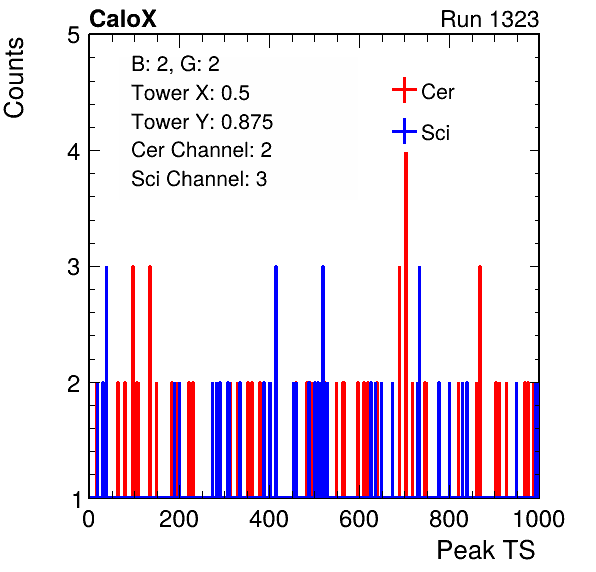 CaloX Run 1323
Counts
B: 2, G: 2
Tower X: 0.5
Tower Y: 0.875
Cer Channel: 2
Sci Channel: 3
Cer
Sci
5
4
3
2
1
0 200 400 600 800 1000
Peak TS